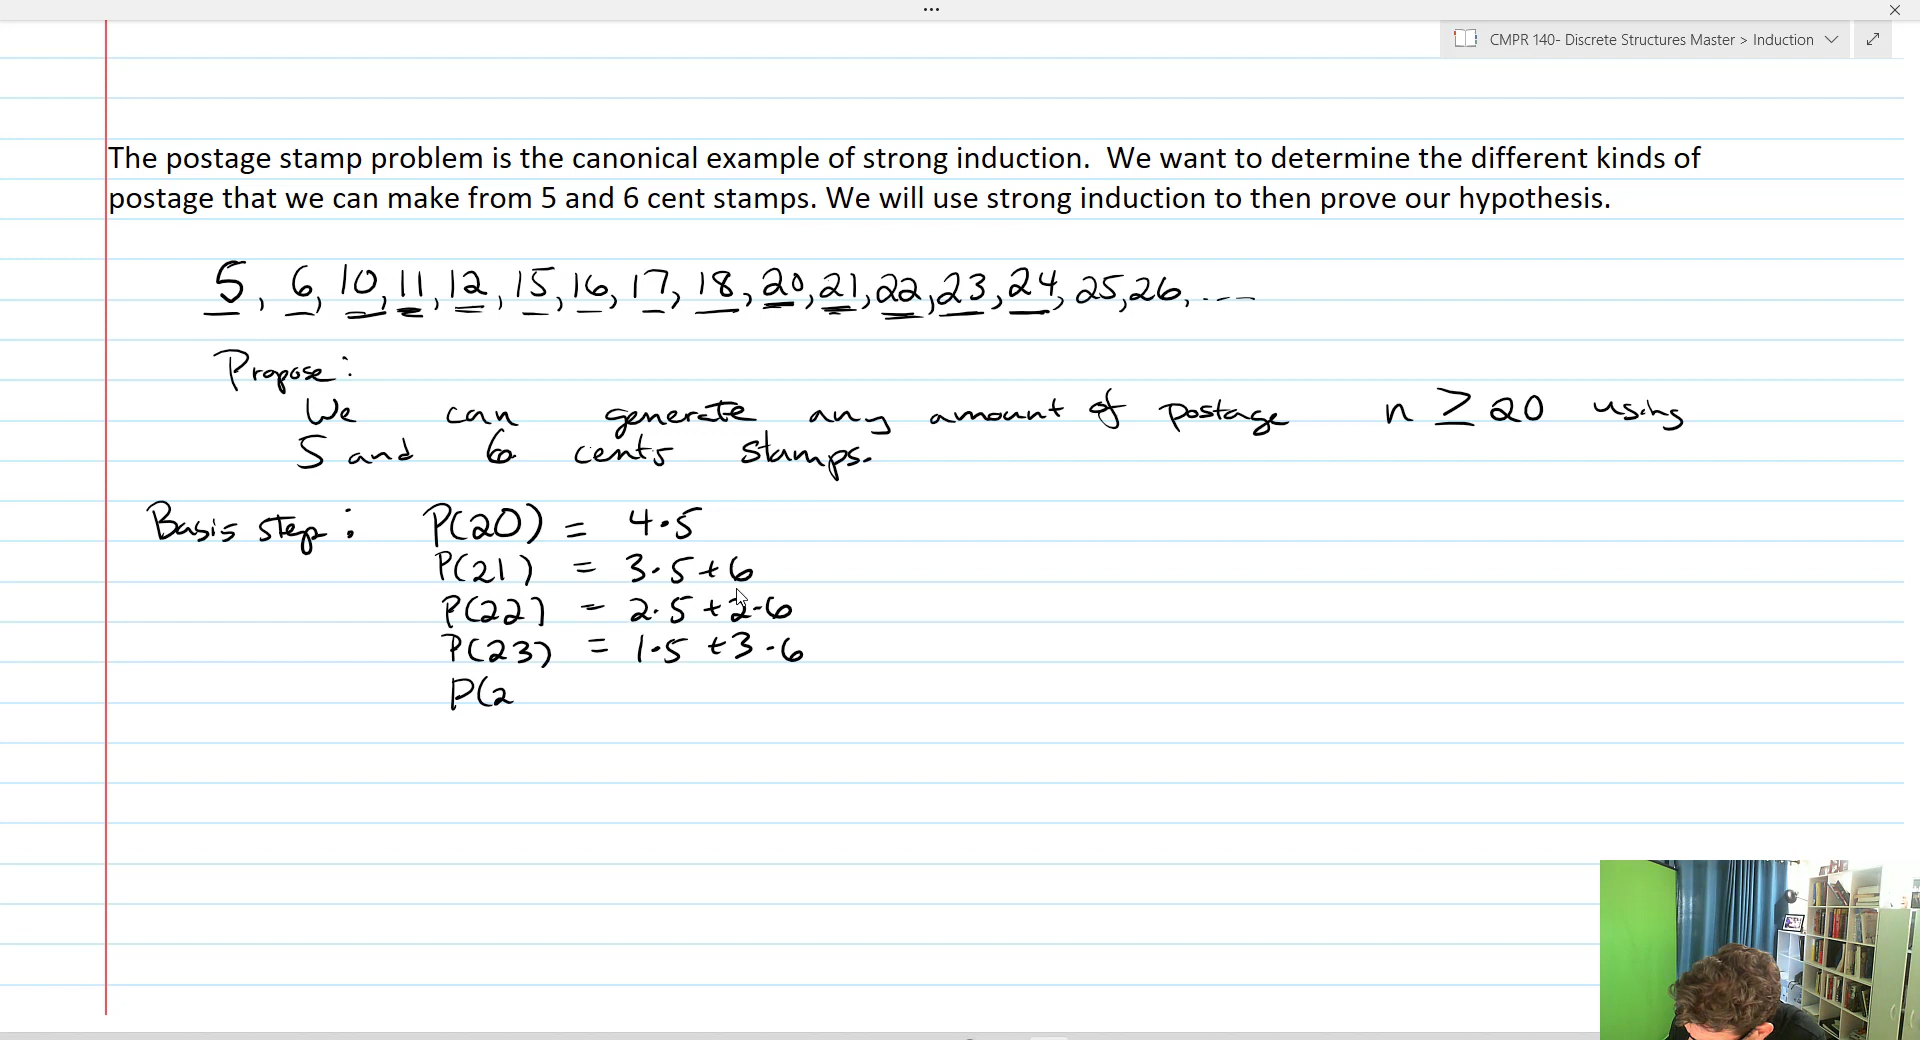 CMPR 140- Discrete Structures Master > Induction
The postage stamp problem is the canonical example of strong induction. We want to determine the different kinds of
postage that we can make from 5 and 6 cent stamps. We will use strong induction to then prove our hypothesis.
5, 6, 10, 11, 12, 15, 16, 17, 18, 20, 21, 22, 23, 24, 25, 26, ....
Propose:
We can generate any amount of postage n ≥ 20 using
5 and 6 cents stamps.
Basis step: P(20) = 4·5
P(21) = 3·5+6
P(22) = 2·5+2·6
P(23) = 1·5+3·6
P(2